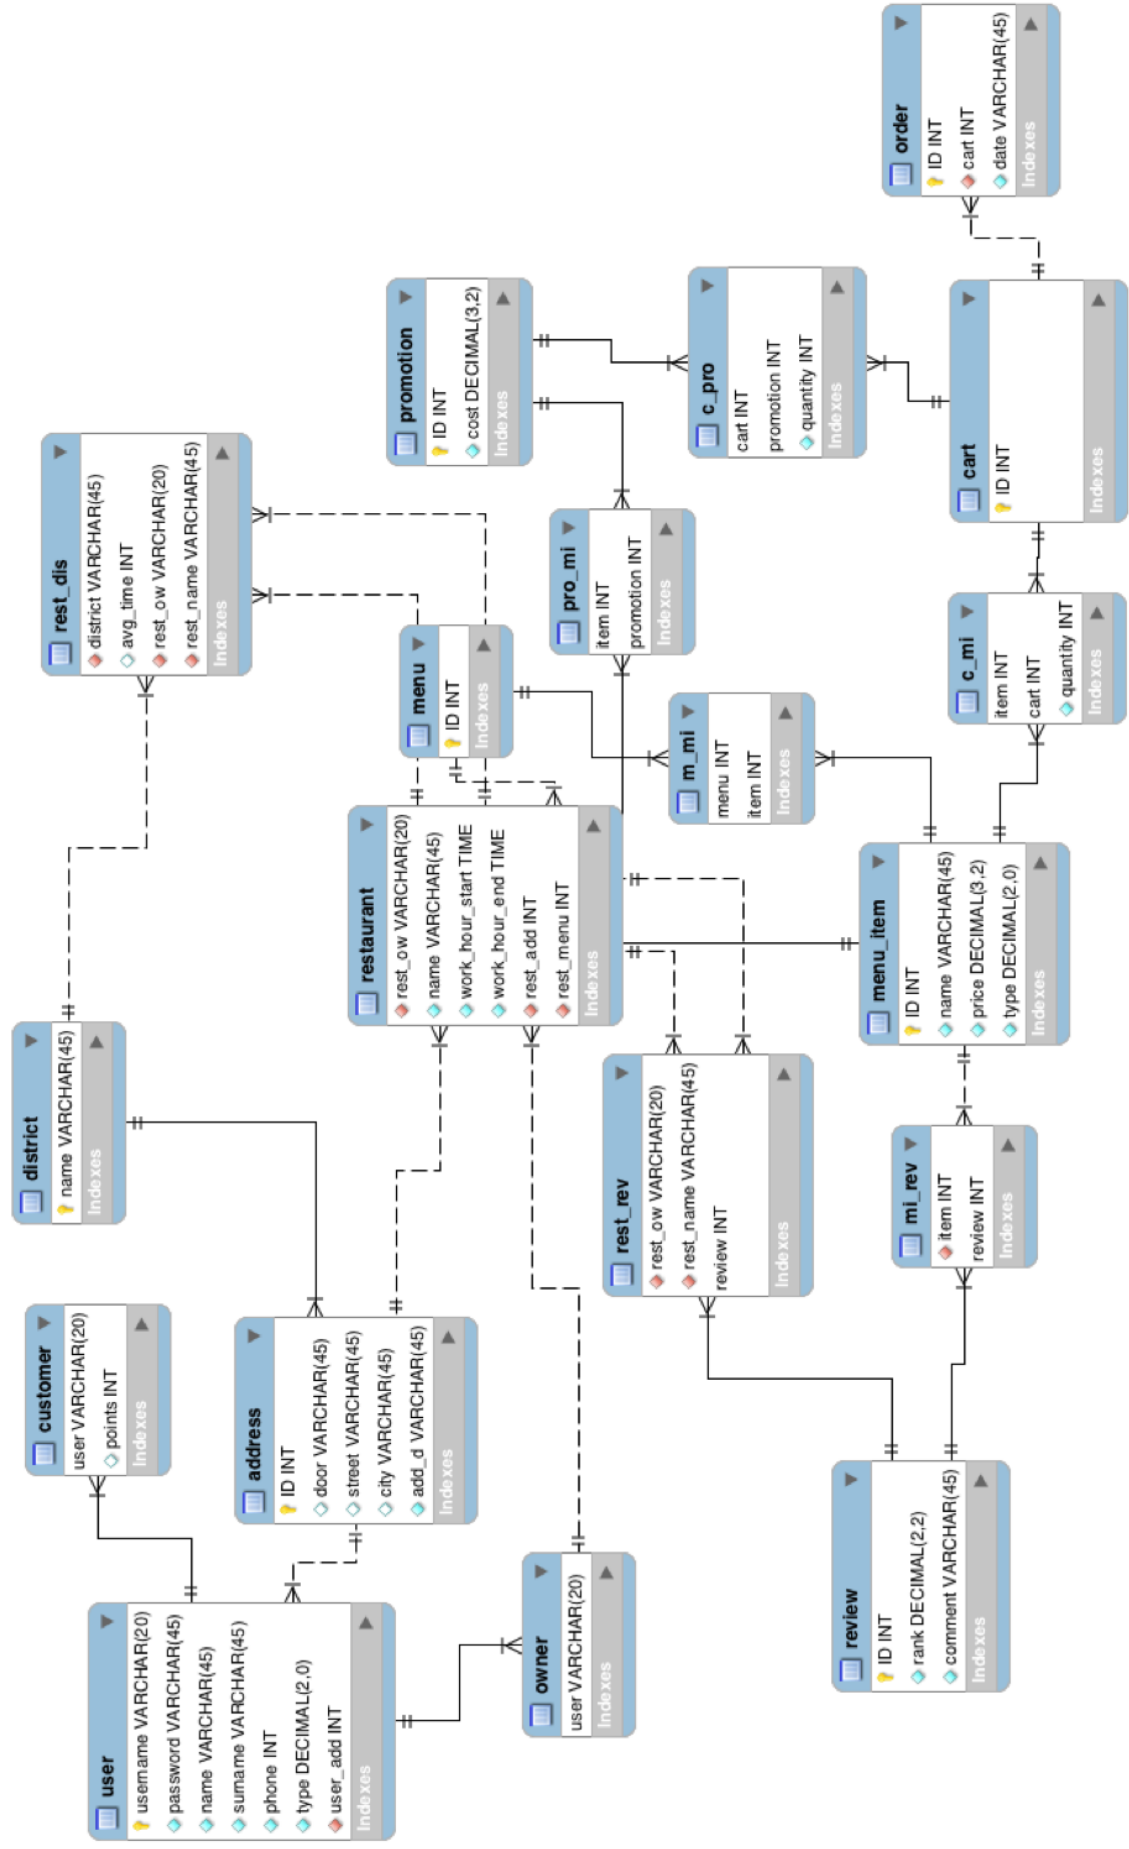 user
username VARCHAR(20)
password VARCHAR(45)
name VARCHAR(45)
surname VARCHAR(45)
phone INT
type DECIMAL(2,0)
user_add INT
Indexes
customer
user VARCHAR(20)
points INT
Indexes
district
name VARCHAR(45)
Indexes
rest_dis
district VARCHAR(45)
avg_time INT
rest_ow VARCHAR(20)
rest_name VARCHAR(45)
Indexes
address
ID INT
door VARCHAR(45)
street VARCHAR(45)
city VARCHAR(45)
add_d VARCHAR(45)
Indexes
owner
user VARCHAR(20)
Indexes
restaurant
rest_ow VARCHAR(20)
name VARCHAR(45)
work_hour_start TIME
work_hour_end TIME
rest_add INT
rest_menu INT
Indexes
menu
ID INT
Indexes
promotion
ID INT
cost DECIMAL(3,2)
Indexes
pro_mi
item INT
promotion INT
Indexes
rest_rev
rest_ow VARCHAR(20)
rest_name VARCHAR(45)
review INT
Indexes
m_mi
menu INT
item INT
Indexes
c_pro
cart INT
promotion INT
quantity INT
Indexes
review
ID INT
rank DECIMAL(2,2)
comment VARCHAR(45)
Indexes
mi_rev
item INT
review INT
Indexes
menu_item
ID INT
name VARCHAR(45)
price DECIMAL(3,2)
type DECIMAL(2,0)
Indexes
c_mi
item INT
cart INT
quantity INT
Indexes
cart
ID INT
Indexes
order
ID INT
cart INT
date VARCHAR(45)
Indexes